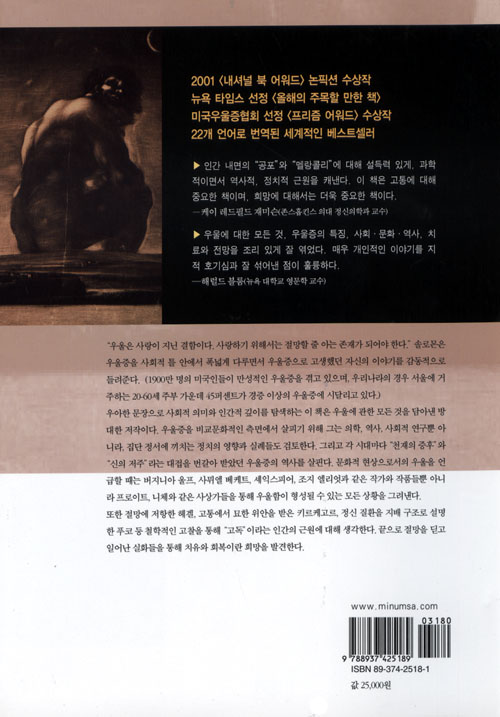 2001 〈내셔널 북 어워드〉 논픽션 수상작
뉴욕 타임스 선정 〈올해의 주목할 만한 책〉
미국우울증협회 선정 〈프리즘 어워드〉 수상작
22개 언어로 번역된 세계적인 베스트셀러
▶ 인간 내면의 "공포"와 "멜랑콜리"에 대해 설득력 있게, 과학
적이면서 역사적, 정치적 근원을 캐낸다. 이 책은 고통에 대해
중요한 책이며, 희망에 대해서는 더욱 중요한 책이다.
—케이 레드필드 재미슨(존스홉킨스 의대 정신의학과 교수)
▶ 우울에 대한 모든 것, 우울증의 특징, 사회·문화·역사, 치
료와 전망을 조리 있게 잘 엮었다. 매우 개인적인 이야기를 지
적 호기심과 잘 섞어낸 점이 훌륭하다.
—해럴드 블룸(뉴욕 대학교 영문학 교수)
"우울은 사랑이 지닌 결함이다. 사랑하기 위해서는 절망할 줄 아는 존재가 되어야 한다." 솔로몬은
우울증을 사회적 틀 안에서 폭넓게 다루면서 우울증으로 고생했던 자신의 이야기를 감동적으로
들려준다. (1900만 명의 미국인들이 만성적인 우울증을 겪고 있으며, 우리나라의 경우 서울에 거
주하는 20-60세 주부 가운데 45퍼센트가 경증 이상의 우울증에 시달리고 있다.)
우아한 문장으로 사회적 의미와 인간적 깊이를 탐색하는 이 책은 우울에 관한 모든 것을 담아낸 방
대한 저작이다. 우울증을 비교문화적인 측면에서 살피기 위해 그는 의학, 역사, 사회적 연구뿐 아
니라, 집단 정서에 끼치는 정치의 영향과 실례들도 검토한다. 그리고 각 시대마다 "천재의 증후"와
"신의 저주"라는 대접을 번갈아 받았던 우울증의 역사를 살핀다. 문화적 현상으로서의 우울을 언
급할 때는 버지니아 울프, 사뮈엘 베케트, 셰익스피어, 조지 엘리엇과 같은 작가와 작품들뿐 아니
라 프로이트, 니체와 같은 사상가들을 통해 우울함이 형성될 수 있는 모든 상황을 그려낸다.
또한 절망에 저항한 헤겔, 고통에서 묘한 위안을 받은 키르케고르, 정신 질환을 지배 구조로 설명
한 푸코 등 철학적인 고찰을 통해 "고독"이라는 인간의 근원에 대해 생각한다. 끝으로 절망을 딛고
일어난 실화들을 통해 치유와 회복이란 희망을 발견한다.
www.minumsa.com
03180
9 788937 425189
ISBN 89-374-2518-1
값 25,000원